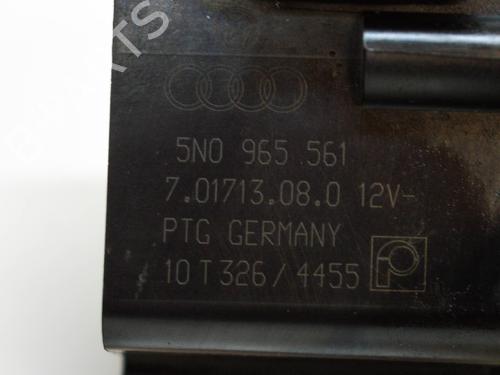 5N0 965 561
7.01713.08.0 12V-
PTG GERMANY
10 T 326 / 4455